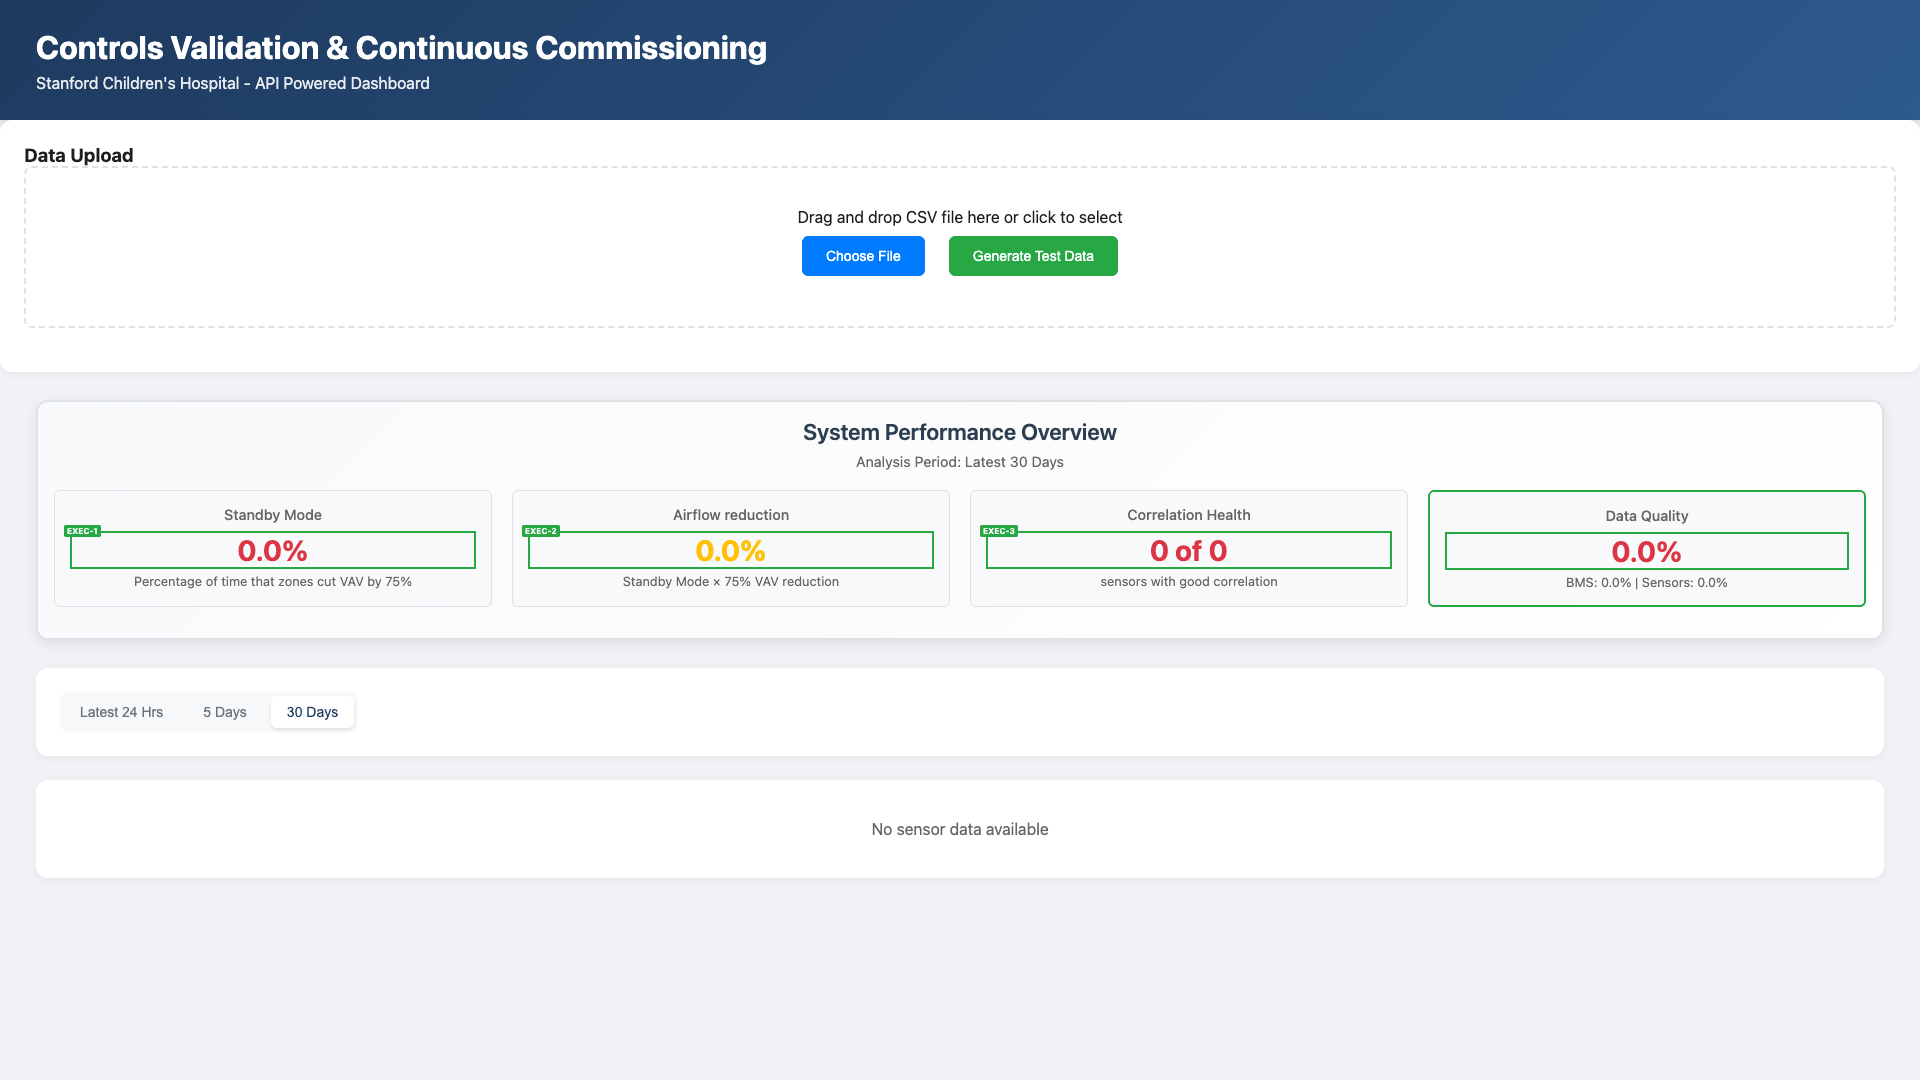 Controls Validation & Continuous Commissioning
Stanford Children's Hospital - API Powered Dashboard
Data Upload
Drag and drop CSV file here or click to select
Choose File
Generate Test Data
System Performance Overview
Analysis Period: Latest 30 Days
Standby Mode
EXEC-1
0.0%
Percentage of time that zones cut VAV by 75%
Airflow reduction
EXEC-2
0.0%
Standby Mode × 75% VAV reduction
Correlation Health
EXEC-3
0 of 0
sensors with good correlation
Data Quality
0.0%
BMS: 0.0% | Sensors: 0.0%
Latest 24 Hrs
5 Days
30 Days
No sensor data available